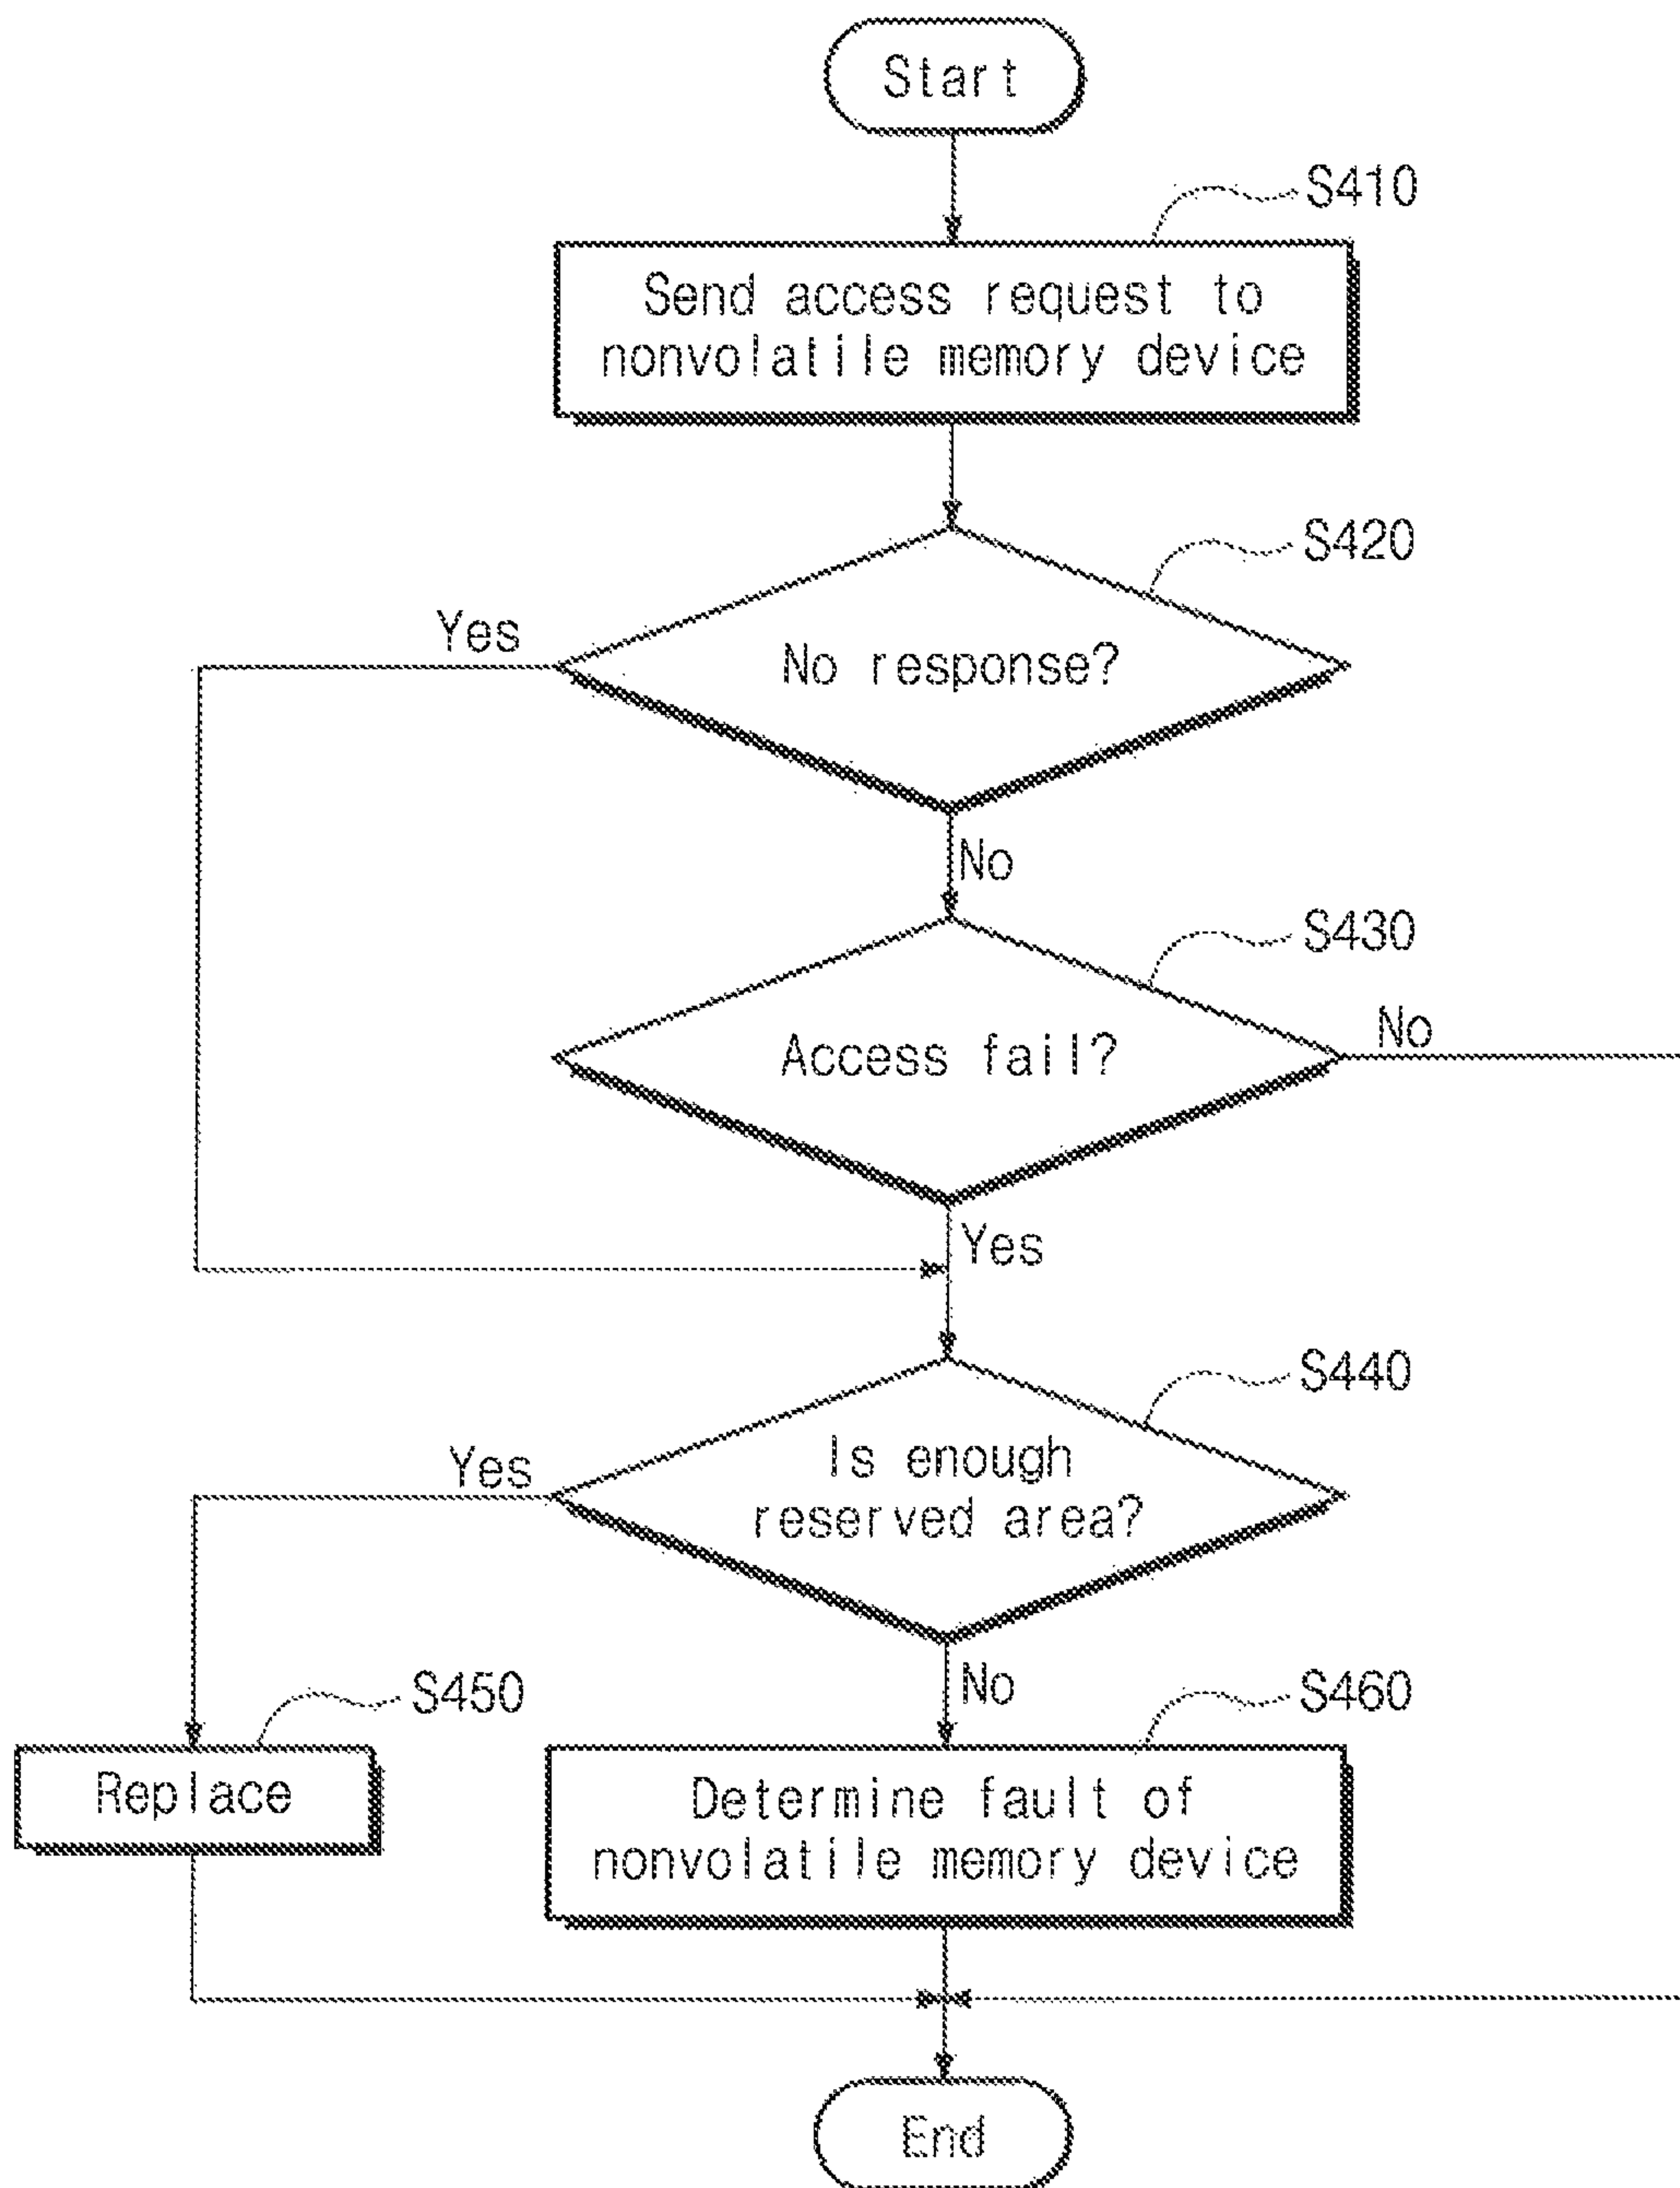 Start
S410
Send access request to
nonvolatile memory device
S420
Yes
No response?
No
S430
Access fail?
No
Yes
S440
Yes
Is enough
reserved area?
No
S450
S460
Replace
Determine fault of
nonvolatile memory device
End